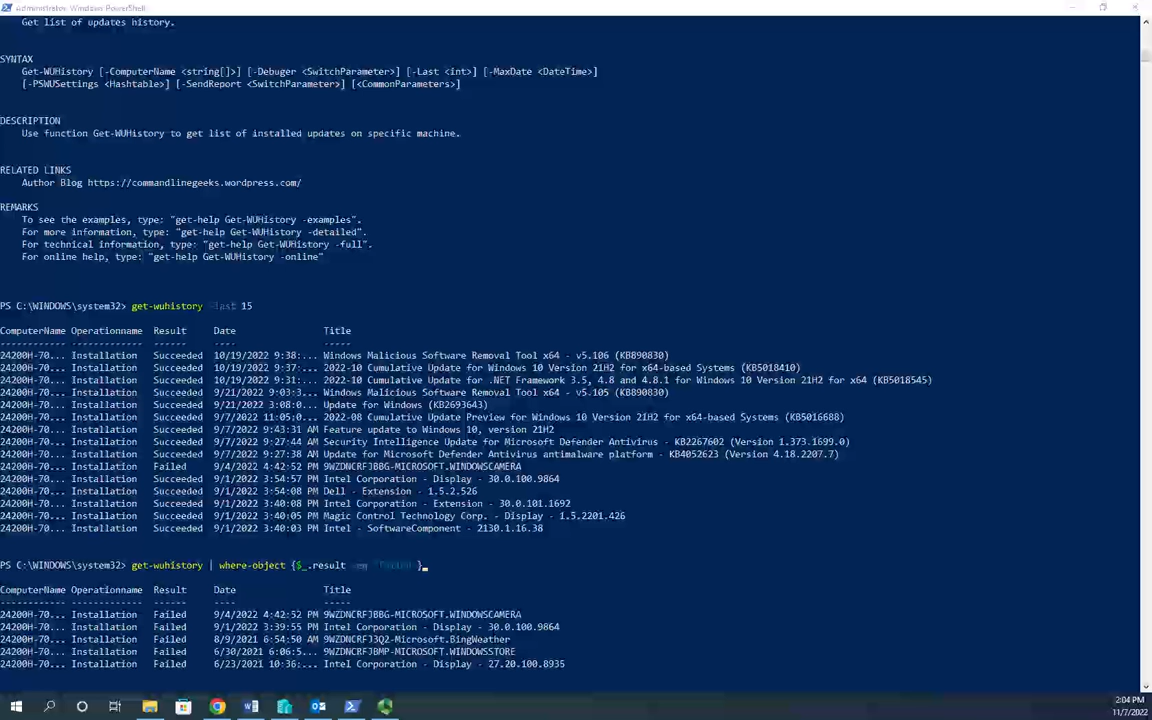 Administrator: Windows PowerShell
Get list of updates history.
SYNTAX
Get-WUHistory [-ComputerName <string[]>] [-Debuger <SwitchParameter>] [-Last <int>] [-MaxDate <DateTime>]
[-PSWUSettings <Hashtable>] [-SendReport <SwitchParameter>] [<CommonParameters>]
DESCRIPTION
Use function Get-WUHistory to get list of installed updates on specific machine.
RELATED LINKS
Author Blog https://commandlinegeeks.wordpress.com/
REMARKS
To see the examples, type: "get-help Get-WUHistory -examples".
For more information, type: "get-help Get-WUHistory -detailed".
For technical information, type: "get-help Get-WUHistory -full".
For online help, type: "get-help Get-WUHistory -online"
PS C:\WINDOWS\system32> get-wuhistory -last 15
ComputerName Operationname Result Date Title
------------ ------------- ------ ---- -----
24200H-70... Installation Succeeded 10/19/2022 9:38:... Windows Malicious Software Removal Tool x64 - v5.106 (KB890830)
24200H-70... Installation Succeeded 10/19/2022 9:37:... 2022-10 Cumulative Update for Windows 10 Version 21H2 for x64-based Systems (KB5018410)
24200H-70... Installation Succeeded 10/19/2022 9:31:... 2022-10 Cumulative Update for .NET Framework 3.5, 4.8 and 4.8.1 for Windows 10 Version 21H2 for x64 (KB5018545)
24200H-70... Installation Succeeded 9/21/2022 9:03:3... Windows Malicious Software Removal Tool x64 - v5.105 (KB890830)
24200H-70... Installation Succeeded 9/21/2022 3:08:0... Update for Windows (KB2693643)
24200H-70... Installation Succeeded 9/7/2022 11:05:0... 2022-08 Cumulative Update Preview for Windows 10 Version 21H2 for x64-based Systems (KB5016688)
24200H-70... Installation Succeeded 9/7/2022 9:43:31 AM Feature update to Windows 10, version 21H2
24200H-70... Installation Succeeded 9/7/2022 9:27:44 AM Security Intelligence Update for Microsoft Defender Antivirus - KB2267602 (Version 1.373.1699.0)
24200H-70... Installation Succeeded 9/7/2022 9:27:38 AM Update for Microsoft Defender Antivirus antimalware platform - KB4052623 (Version 4.18.2207.7)
24200H-70... Installation Failed 9/4/2022 4:42:52 PM 9WZDNCRFJBBG-MICROSOFT.WINDOWSCAMERA
24200H-70... Installation Succeeded 9/1/2022 3:54:57 PM Intel Corporation - Display - 30.0.100.9864
24200H-70... Installation Succeeded 9/1/2022 3:54:08 PM Dell - Extension - 1.5.2.526
24200H-70... Installation Succeeded 9/1/2022 3:40:08 PM Intel Corporation - Extension - 30.0.101.1692
24200H-70... Installation Succeeded 9/1/2022 3:40:05 PM Magic Control Technology Corp. - Display - 1.5.2201.426
24200H-70... Installation Succeeded 9/1/2022 3:40:03 PM Intel - SoftwareComponent - 2130.1.16.38
PS C:\WINDOWS\system32> get-wuhistory | where-object {$_.result }
ComputerName Operationname Result Date Title
------------ ------------- ------ ---- -----
24200H-70... Installation Failed 9/4/2022 4:42:52 PM 9WZDNCRFJBBG-MICROSOFT.WINDOWSCAMERA
24200H-70... Installation Failed 9/1/2022 3:39:55 PM Intel Corporation - Display - 30.0.100.9864
24200H-70... Installation Failed 8/9/2021 6:54:50 AM 9WZDNCRFJ3Q2-Microsoft.BingWeather
24200H-70... Installation Failed 6/30/2021 6:06:5... 9WZDNCRFJBMP-MICROSOFT.WINDOWSSTORE
24200H-70... Installation Failed 6/23/2021 10:36:... Intel Corporation - Display - 27.20.100.8935
2:04 PM
11/7/2022